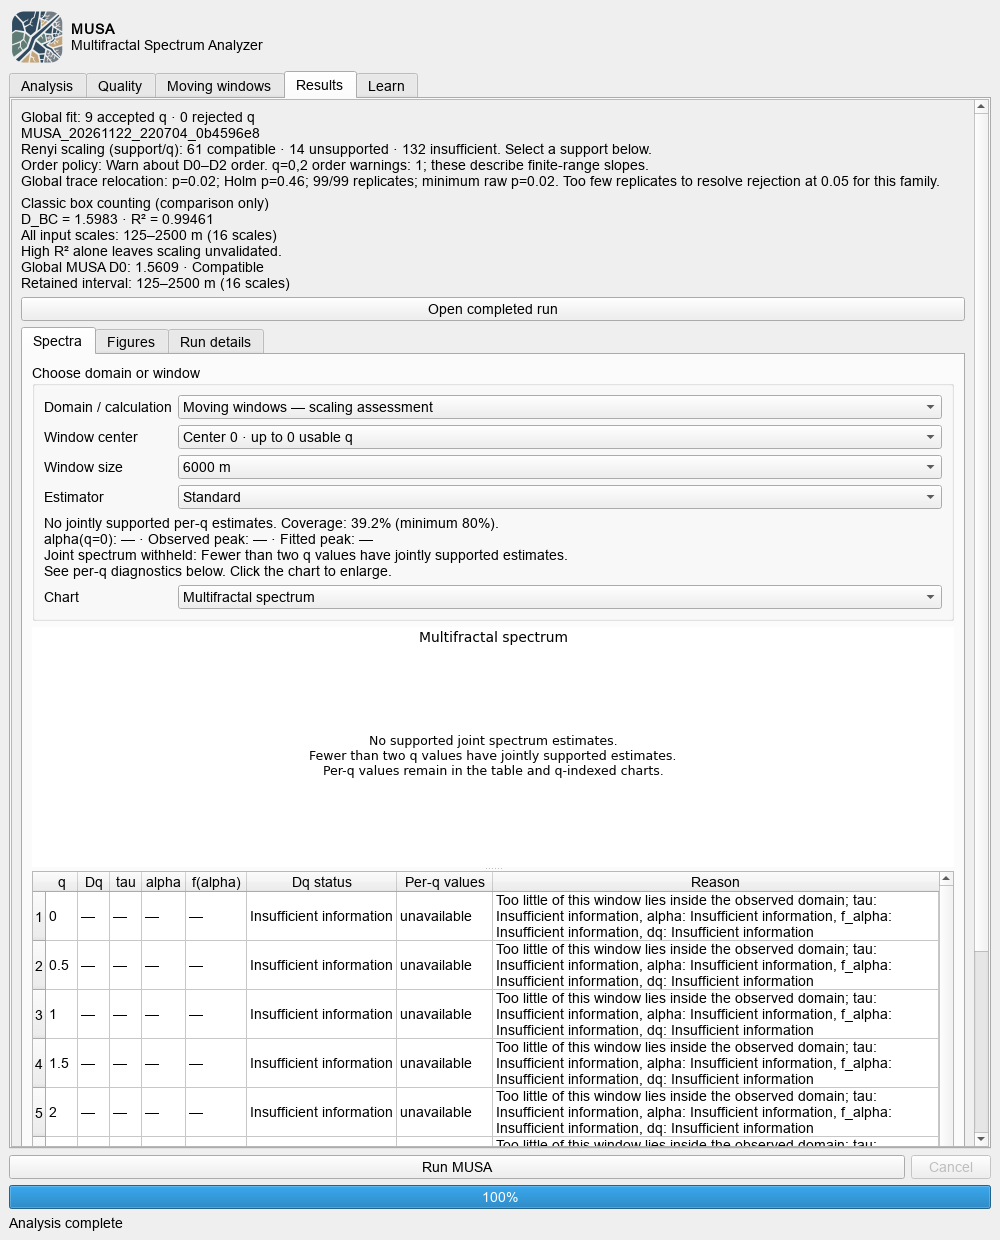 MUSA
Multifractal Spectrum Analyzer
Analysis
Quality
Moving windows
Results
Learn
Global fit: 9 accepted q · 0 rejected q
MUSA_20261122_220704_0b4596e8
Renyi scaling (support/q): 61 compatible · 14 unsupported · 132 insufficient. Select a support below.
Order policy: Warn about D0–D2 order. q=0,2 order warnings: 1; these describe finite-range slopes.
Global trace relocation: p=0.02; Holm p=0.46; 99/99 replicates; minimum raw p=0.02. Too few replicates to resolve rejection at 0.05 for this family.
Classic box counting (comparison only)
D_BC = 1.5983 · R² = 0.99461
All input scales: 125–2500 m (16 scales)
High R² alone leaves scaling unvalidated.
Global MUSA D0: 1.5609 · Compatible
Retained interval: 125–2500 m (16 scales)
Open completed run
Spectra
Figures
Run details
Choose domain or window
Domain / calculation
Moving windows — scaling assessment
Window center
Center 0 · up to 0 usable q
Window size
6000 m
Estimator
Standard
No jointly supported per-q estimates. Coverage: 39.2% (minimum 80%).
alpha(q=0): — · Observed peak: — · Fitted peak: —
Joint spectrum withheld: Fewer than two q values have jointly supported estimates.
See per-q diagnostics below. Click the chart to enlarge.
Chart
Multifractal spectrum
Multifractal spectrum
No supported joint spectrum estimates.
Fewer than two q values have jointly supported estimates.
Per-q values remain in the table and q-indexed charts.
q Dq tau alpha f(alpha) Dq status Per-q values Reason
1 0 — — — — Insufficient information unavailable Too little of this window lies inside the observed domain; tau:
Insufficient information, alpha: Insufficient information, f_alpha:
Insufficient information, dq: Insufficient information
2 0.5 — — — — Insufficient information unavailable Too little of this window lies inside the observed domain; tau:
Insufficient information, alpha: Insufficient information, f_alpha:
Insufficient information, dq: Insufficient information
3 1 — — — — Insufficient information unavailable Too little of this window lies inside the observed domain; tau:
Insufficient information, alpha: Insufficient information, f_alpha:
Insufficient information, dq: Insufficient information
4 1.5 — — — — Insufficient information unavailable Too little of this window lies inside the observed domain; tau:
Insufficient information, alpha: Insufficient information, f_alpha:
Insufficient information, dq: Insufficient information
5 2 — — — — Insufficient information unavailable Too little of this window lies inside the observed domain; tau:
Insufficient information, alpha: Insufficient information, f_alpha:
Insufficient information, dq: Insufficient information
Too little of this window lies inside the observed domain; tau:
Run MUSA
Cancel
100%
Analysis complete